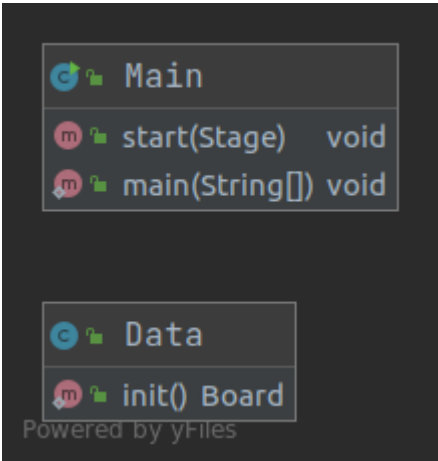 Main
start(Stage) void
main(String[]) void
Data
init() Board
Powered by yFiles